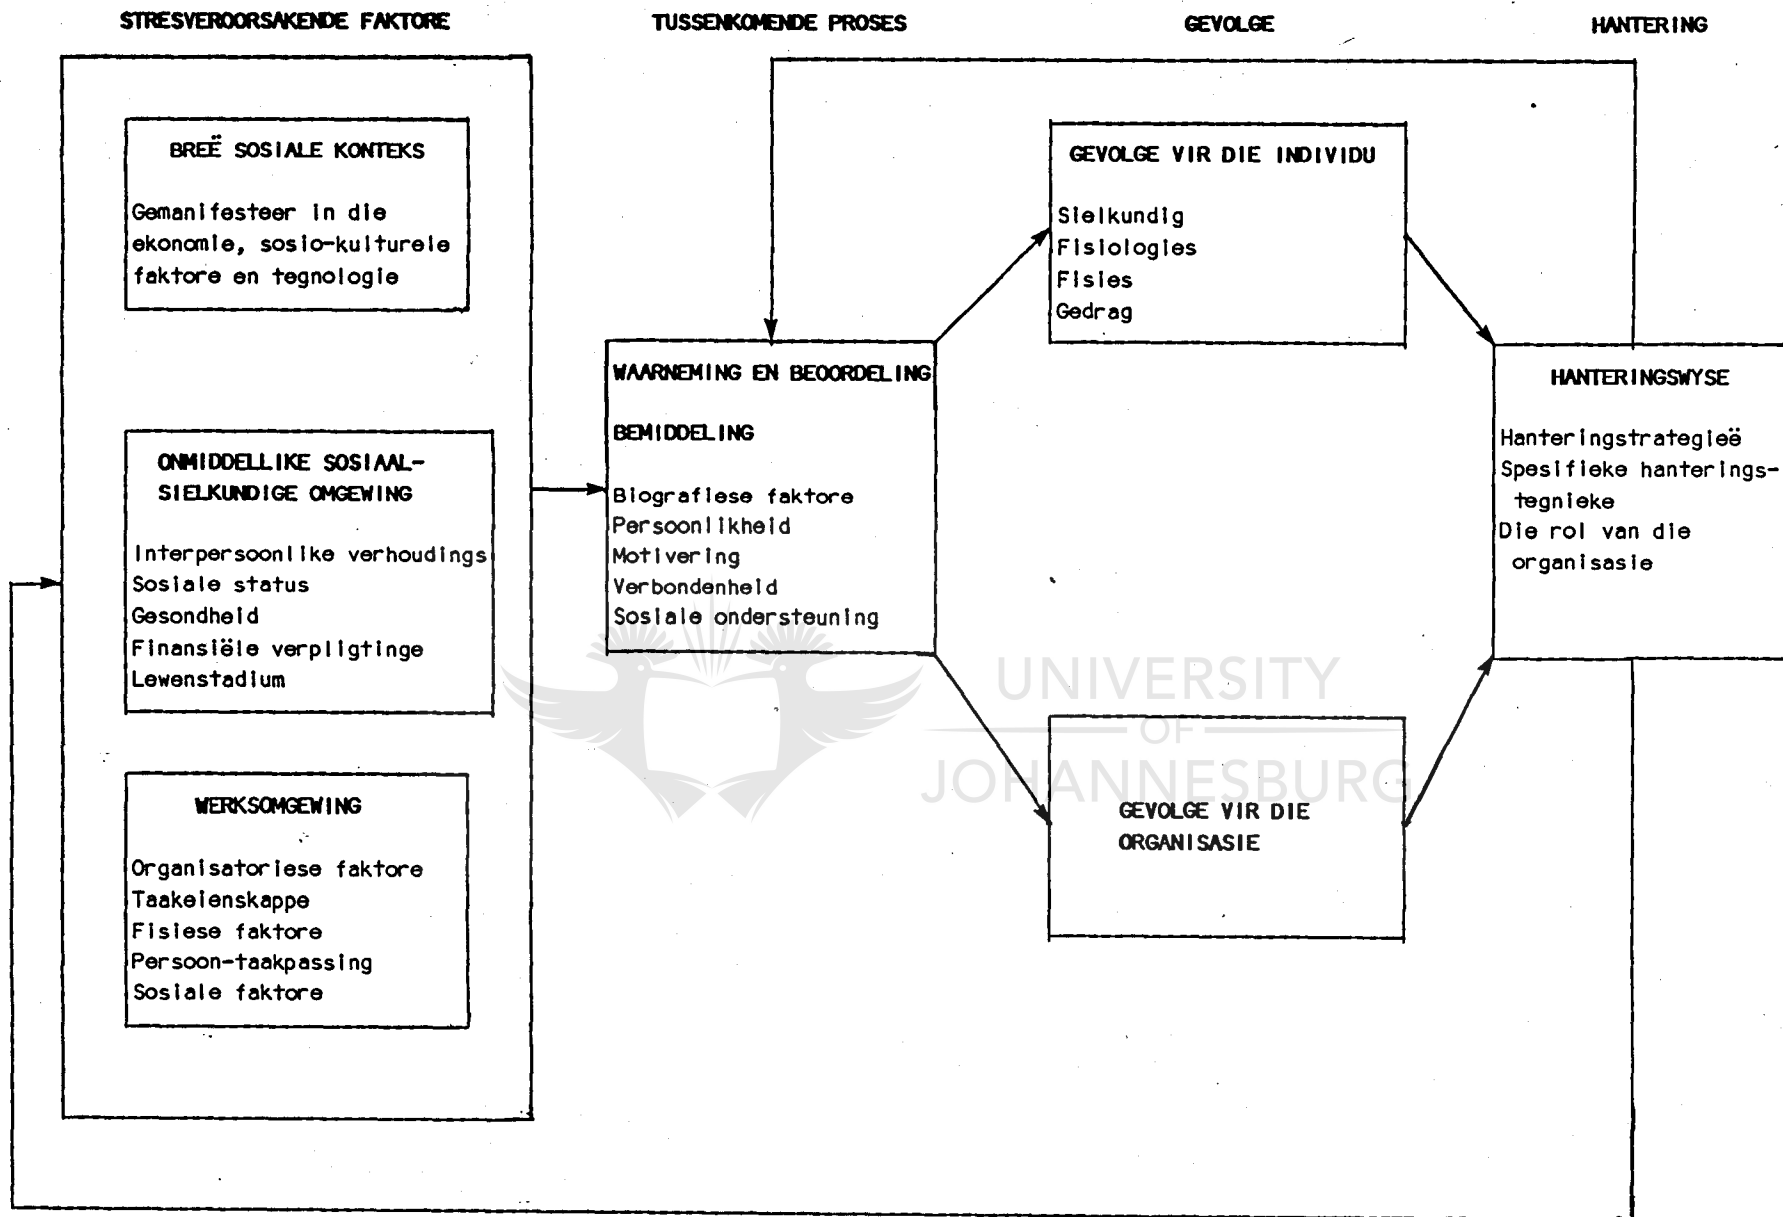 STRESVEROORSAKENDE FAKTORE
TUSSENKOMENDE PROSES
GEVOLGE
HANTERING
BREË SOSIALE KONTEKS
Gemanifesteer in die
ekonomie, sosio-kulturele
faktore en tegnologie
ONMIDDELLIKE SOSIAAL-
SIELKUNDIGE OMGEWING
Interpersoonlike verhoudings
Sosiale status
Gesondheid
Finansiële verpligtinge
Lewenstadium
WERKSOMGEWING
Organisatoriese faktore
Taakeienskappe
Fisiese faktore
Persoon-taakpassing
Sosiale faktore
WAARNEMING EN BEOORDELING
BEMIDDELING
Biografiese faktore
Persoonlikheid
Motivering
Verbondenheid
Sosiale ondersteuning
GEVOLGE VIR DIE INDIVIDU
Sielkundig
Fisiologies
Fisies
Gedrag
GEVOLGE VIR DIE
ORGANISASIE
HANTERINGSWYSE
Hanteringstrategieë
Spesifieke hanterings-
tegnieke
Die rol van die
organisasie
UNIVERSITY
OF
JOHANNESBURG